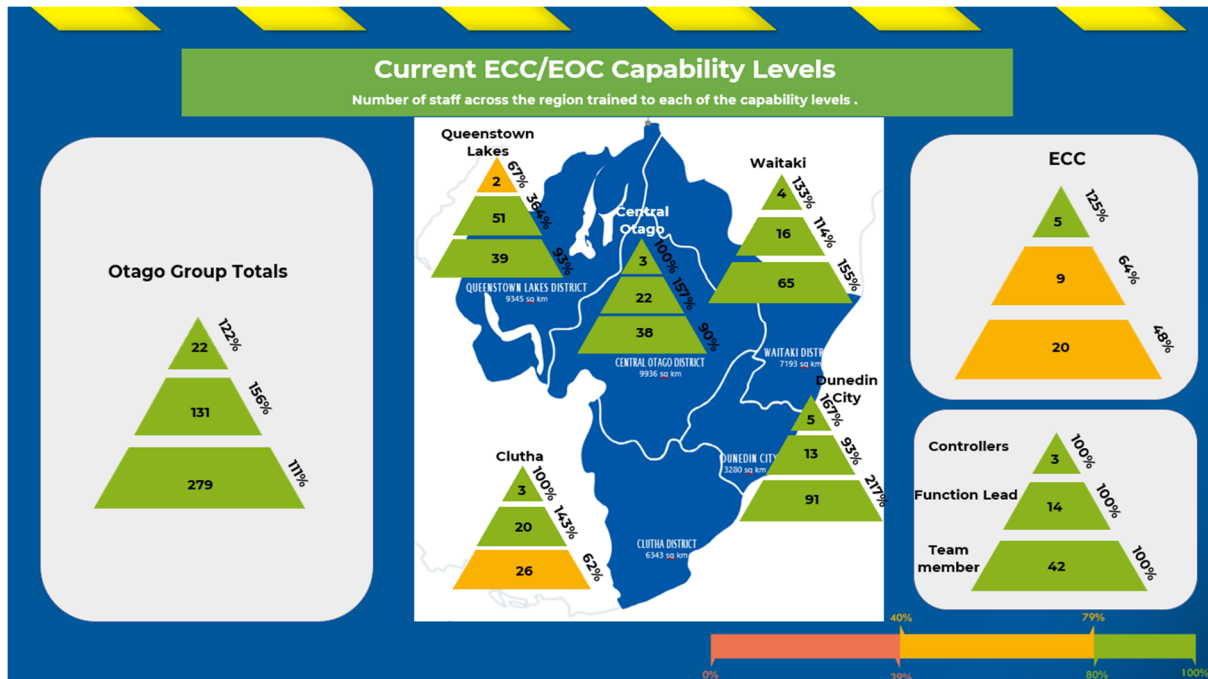 Current ECC/EOC Capability Levels
Number of staff across the region trained to each of the capability levels .
Otago Group Totals
22
122%
131
156%
279
111%
Queenstown
Lakes
2
67%
51
364%
39
93%
QUEENSTOWN LAKES DISTRICT
9345 sq km
Central
Otago
3
100%
22
157%
38
90%
CENTRAL OTAGO DISTRICT
9936 sq km
Waitaki
4
133%
16
114%
65
155%
WAITAKI DISTR
7193 sq km
Dunedin
City
5
167%
13
93%
91
217%
DUNEDIN CITY
3280 sq km
Clutha
3
100%
20
143%
26
62%
CLUTHA DISTRICT
6343 sq km
ECC
5
125%
9
64%
20
48%
Controllers
3
100%
Function Lead
14
100%
Team
member
42
100%
40%
79%
0%
39%
80%
100%